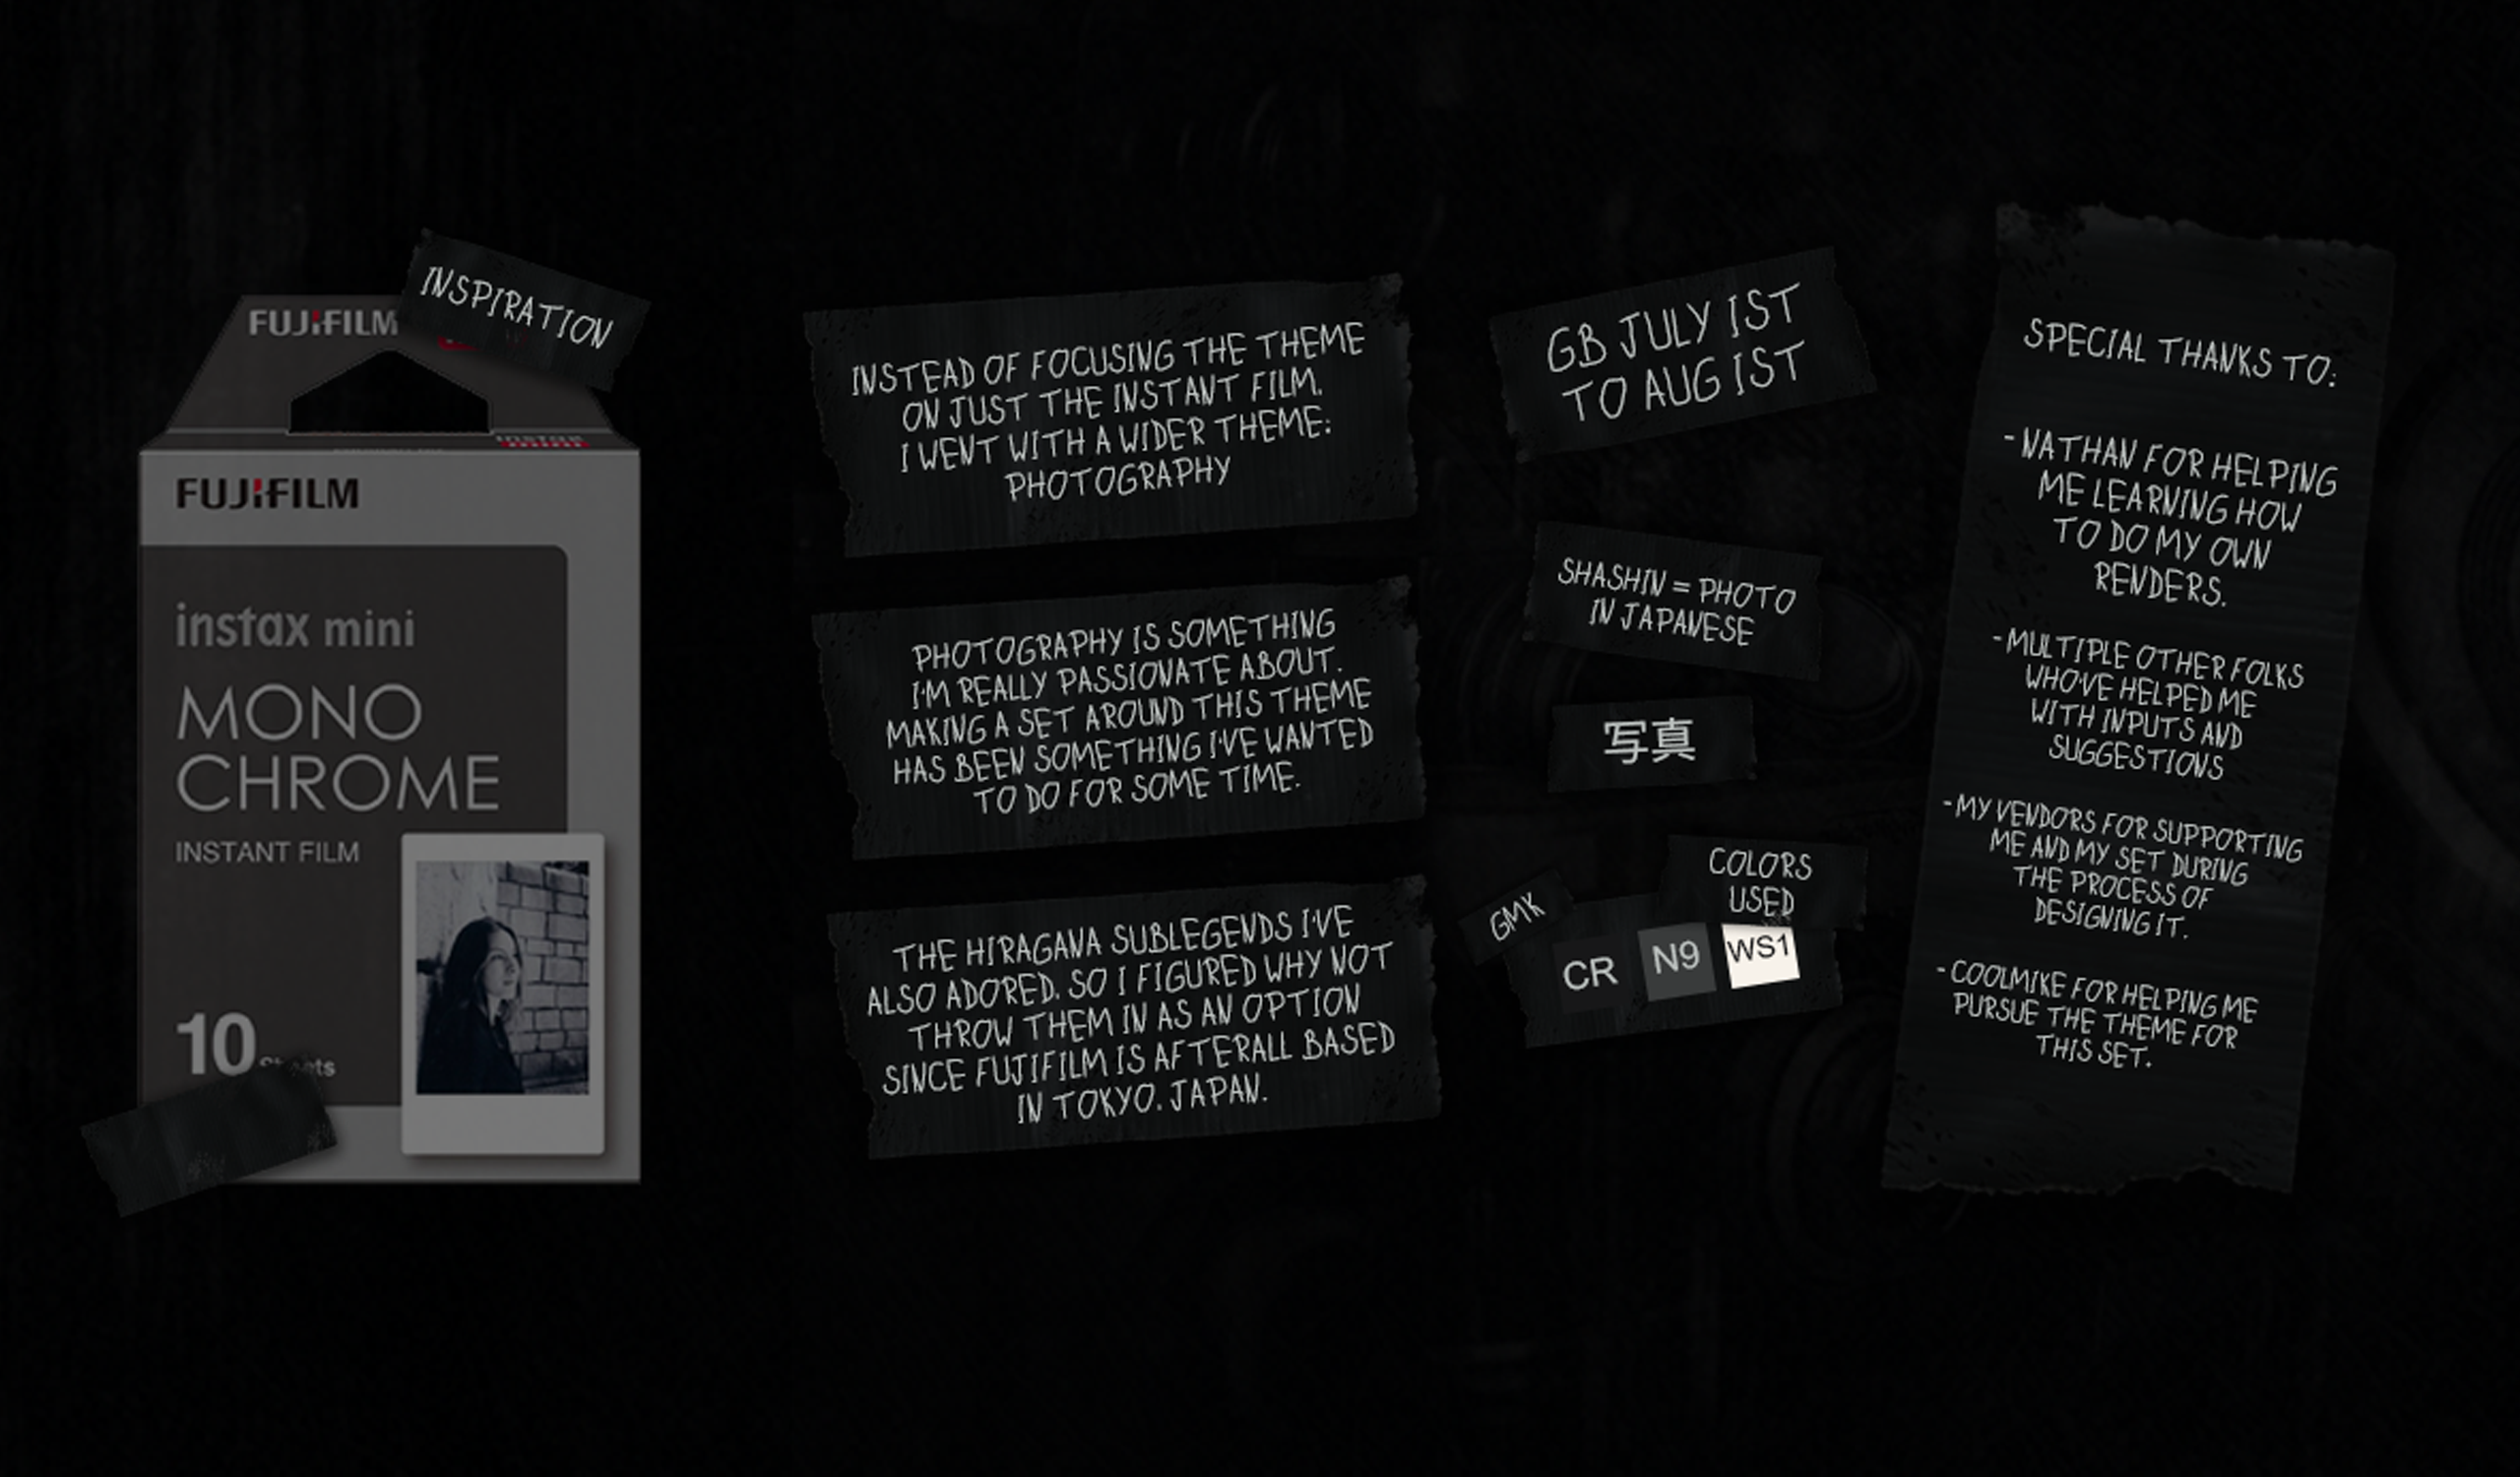 INSPIRATION
FUJIFILM
instax
FUJIFILM
instax mini
MONO
CHROME
INSTANT FILM
10 Sheets
INSTEAD OF FOCUSING THE THEME
ON JUST THE INSTANT FILM,
I WENT WITH A WIDER THEME:
PHOTOGRAPHY
PHOTOGRAPHY IS SOMETHING
I'M REALLY PASSIONATE ABOUT.
MAKING A SET AROUND THIS THEME
HAS BEEN SOMETHING I'VE WANTED
TO DO FOR SOME TIME.
THE HIRAGANA SUBLEGENDS I'VE
ALSO ADORED, SO I FIGURED WHY NOT
THROW THEM IN AS AN OPTION
SINCE FUJIFILM IS AFTERALL BASED
IN TOKYO, JAPAN.
GB JULY 1ST
TO AUG 1ST
SHASHIN = PHOTO
IN JAPANESE
写真
COLORS
USED
GMK
CR N9 WS1
SPECIAL THANKS TO:
- NATHAN FOR HELPING
ME LEARNING HOW
TO DO MY OWN
RENDERS.
- MULTIPLE OTHER FOLKS
WHO'VE HELPED ME
WITH INPUTS AND
SUGGESTIONS
- MY VENDORS FOR SUPPORTING
ME AND MY SET DURING
THE PROCESS OF
DESIGNING IT.
- COOLMIKE FOR HELPING ME
PURSUE THE THEME FOR
THIS SET.